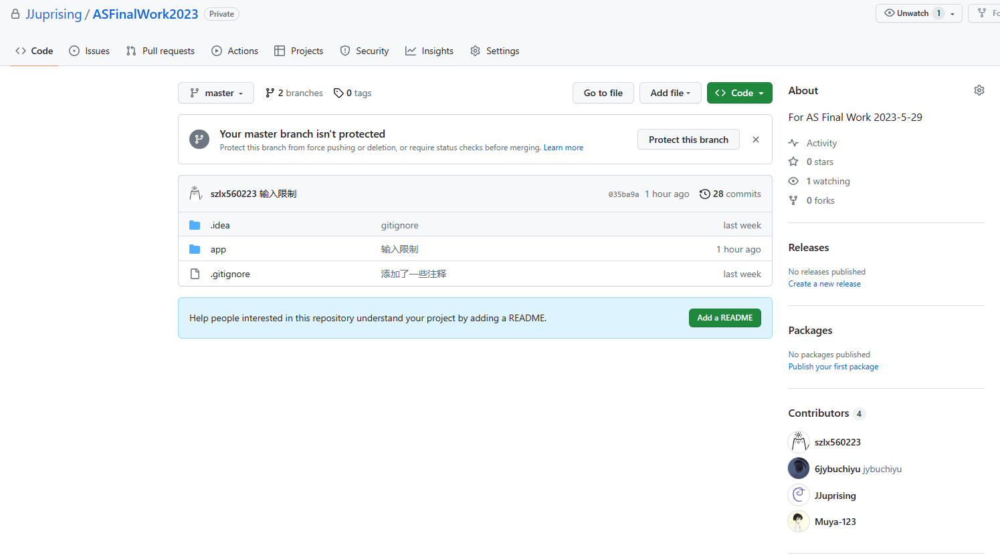 JJuprising / ASFinalWork2023 Private
Unwatch 1
Fo
Code Issues Pull requests Actions Projects Security Insights Settings
master 2 branches 0 tags Go to file Add file Code
Your master branch isn't protected
Protect this branch from force pushing or deletion, or require status checks before merging. Learn more
Protect this branch
szlx560223 输入限制 035ba9a 1 hour ago 28 commits
.idea gitignore last week
app 输入限制 1 hour ago
.gitignore 添加了一些注释 last week
Help people interested in this repository understand your project by adding a README. Add a README
About
For AS Final Work 2023-5-29
Activity
0 stars
1 watching
0 forks
Releases
No releases published
Create a new release
Packages
No packages published
Publish your first package
Contributors 4
szlx560223
6jybuchiyu jybuchiyu
JJuprising
Muya-123